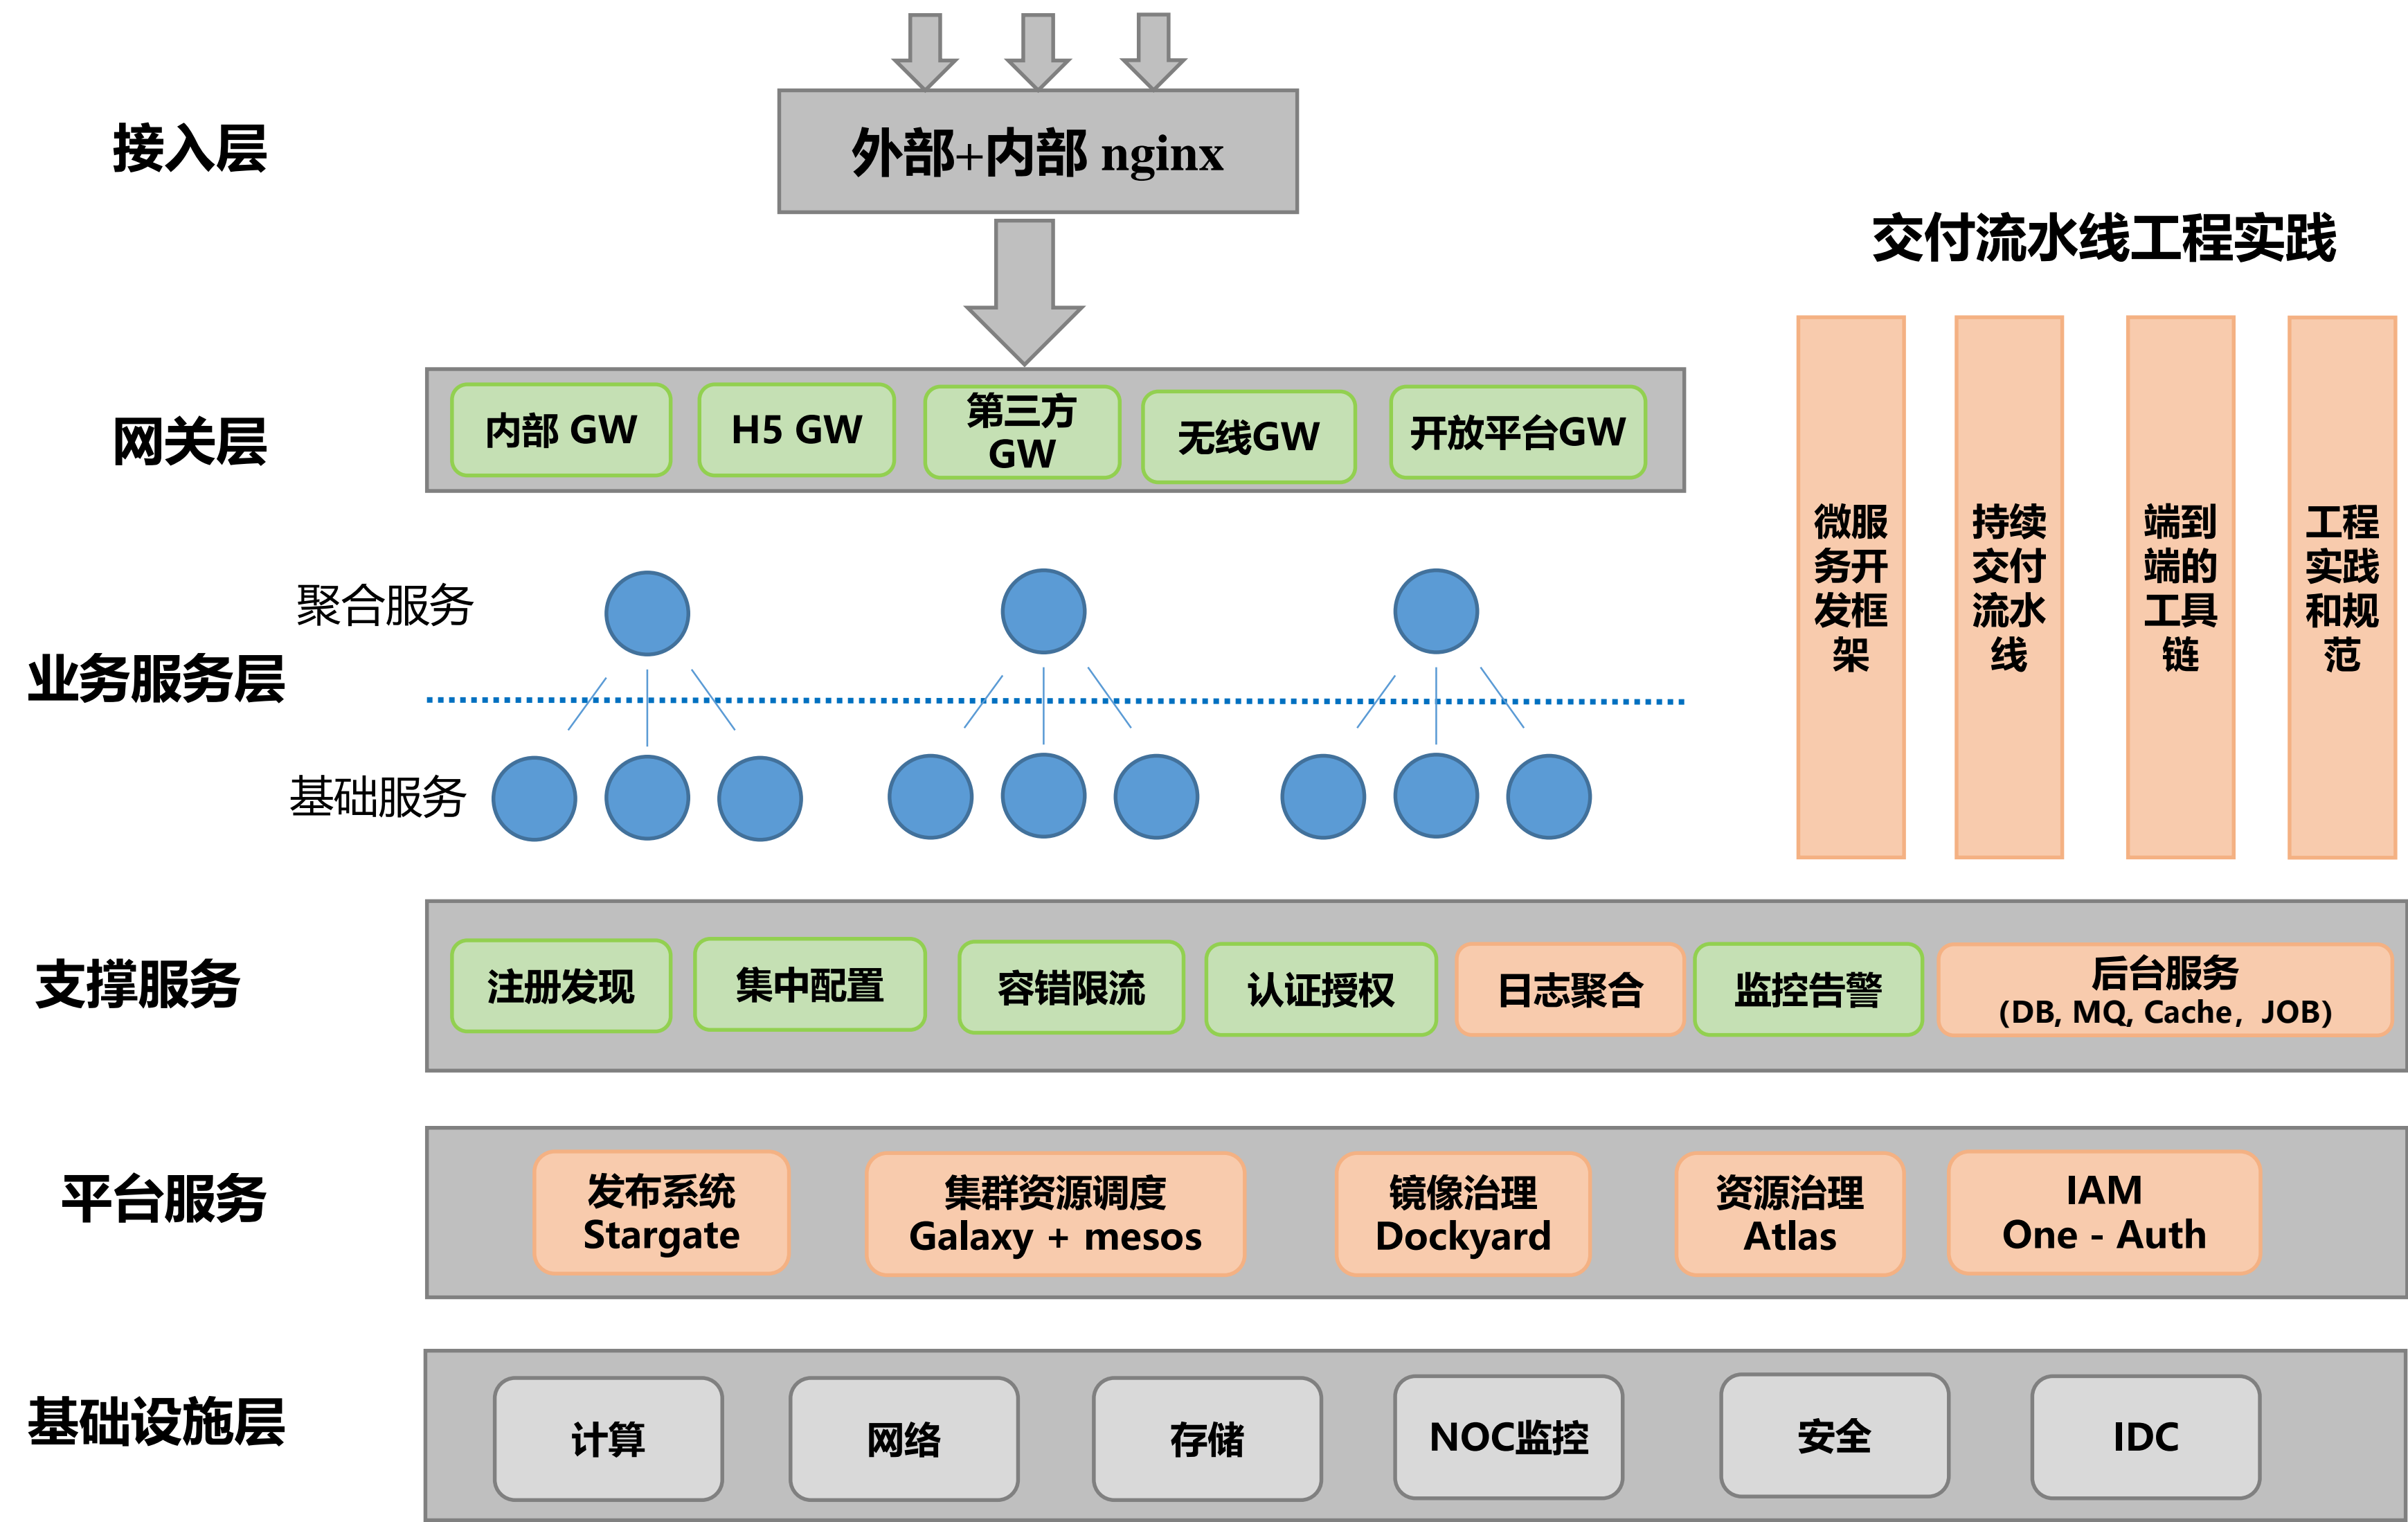 接入层
外部+内部 nginx
交付流水线工程实践
网关层
内部 GW
H5 GW
第三方
GW
无线GW
开放平台GW
微服
务开
发框
架
持续
交付
流水
线
端到
端的
工具
链
工程
实践
和规
范
聚合服务
业务服务层
基础服务
支撑服务
注册发现
集中配置
容错限流
认证授权
日志聚合
监控告警
后台服务
(DB, MQ, Cache，JOB)
平台服务
发布系统
Stargate
集群资源调度
Galaxy + mesos
镜像治理
Dockyard
资源治理
Atlas
IAM
One - Auth
基础设施层
计算
网络
存储
NOC监控
安全
IDC